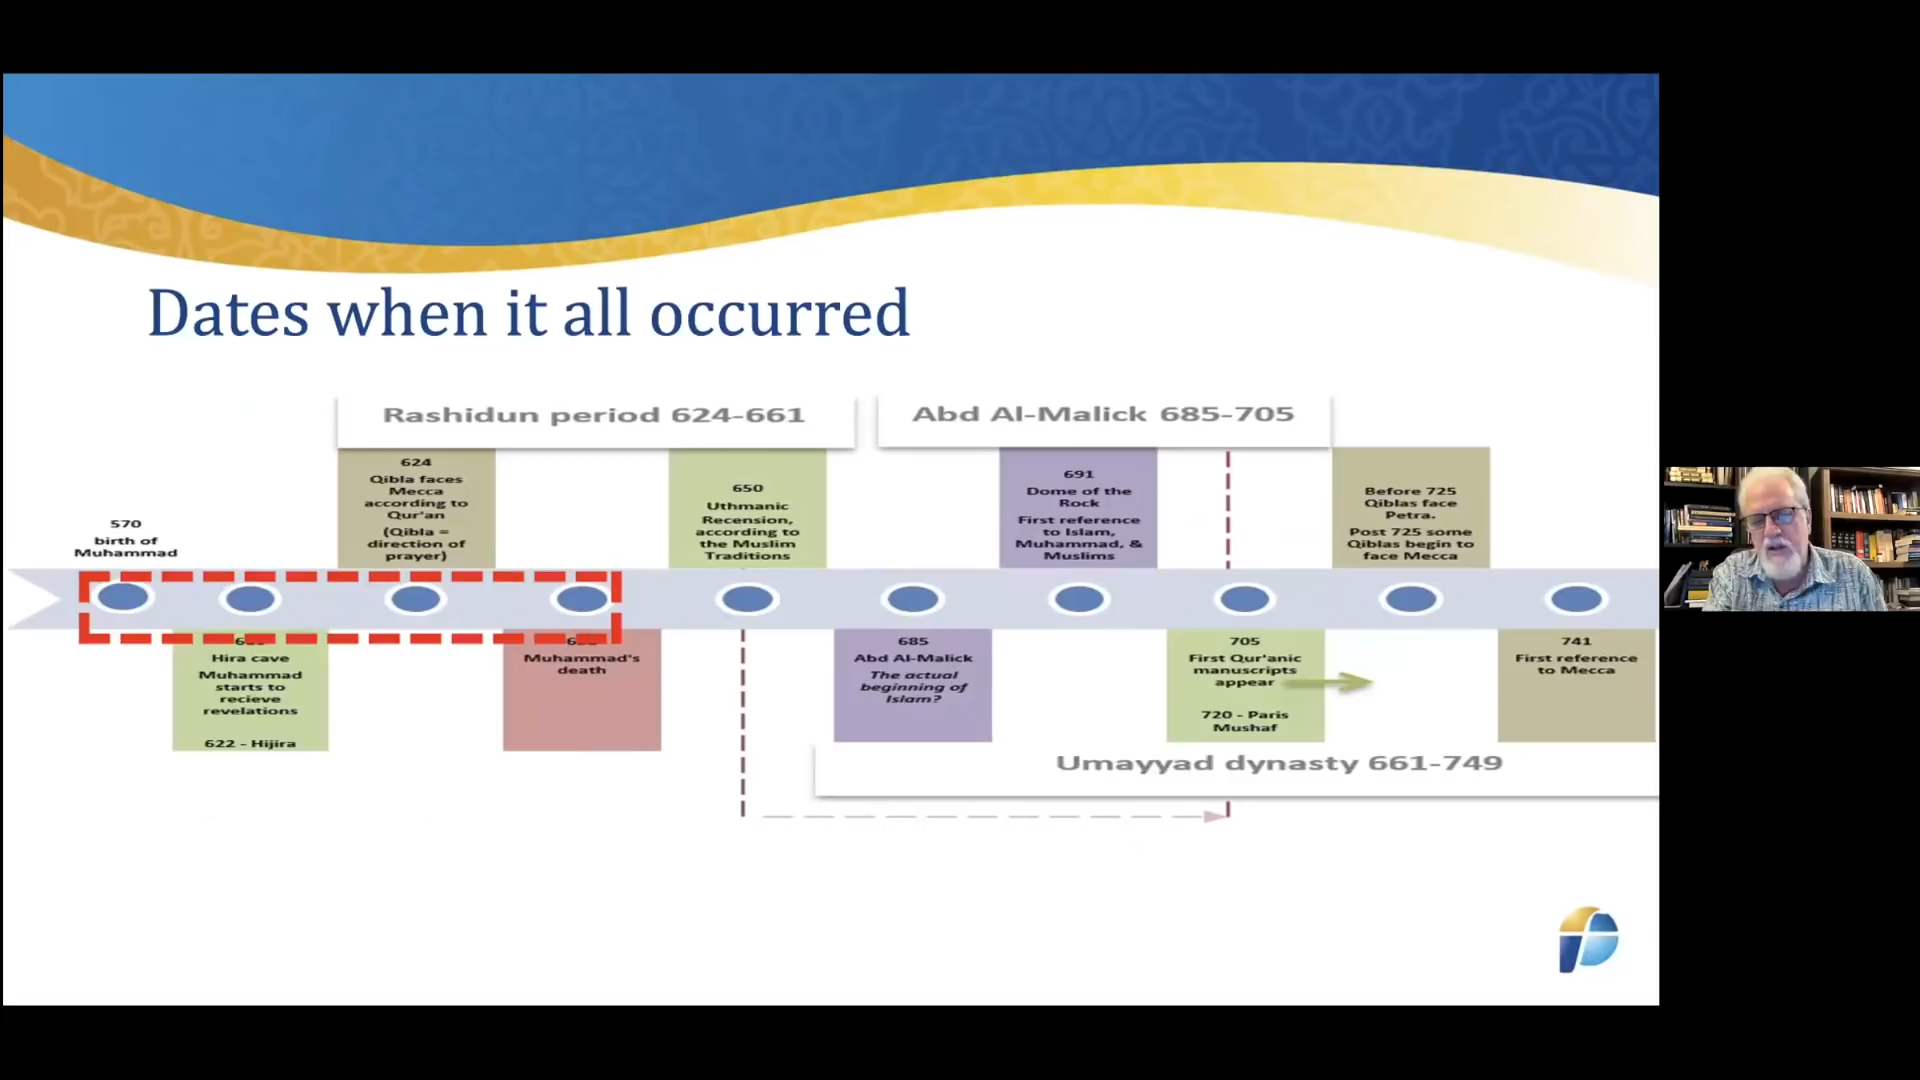 Dates when it all occurred
Rashidun period 624-661
Abd Al-Malick 685-705
570
birth of
Muhammad
624
Qibla faces
Mecca
according to
Qur'an
(Qibla =
direction of
prayer)
650
Uthmanic
Recension,
according to
the Muslim
Traditions
691
Dome of the
Rock
First reference
to Islam,
Muhammad, &
Muslims
Before 725
Qiblas face
Petra.
Post 725 some
Qiblas begin to
face Mecca
Hira cave
Muhammad
starts to
recieve
revelations
622 - Hijira
Muhammad's
death
685
Abd Al-Malick
The actual
beginning of
Islam?
705
First Qur'anic
manuscripts
appear
720 - Paris
Mushaf
741
First reference
to Mecca
Umayyad dynasty 661-749